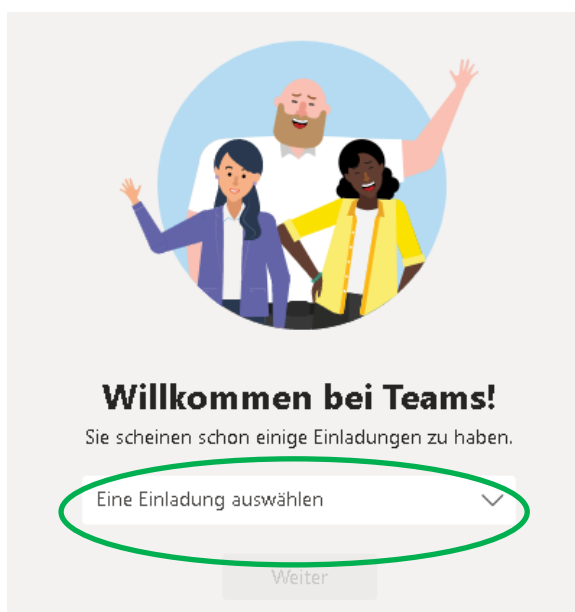 Willkommen bei Teams!
Sie scheinen schon einige Einladungen zu haben.
Eine Einladung auswählen
Weiter